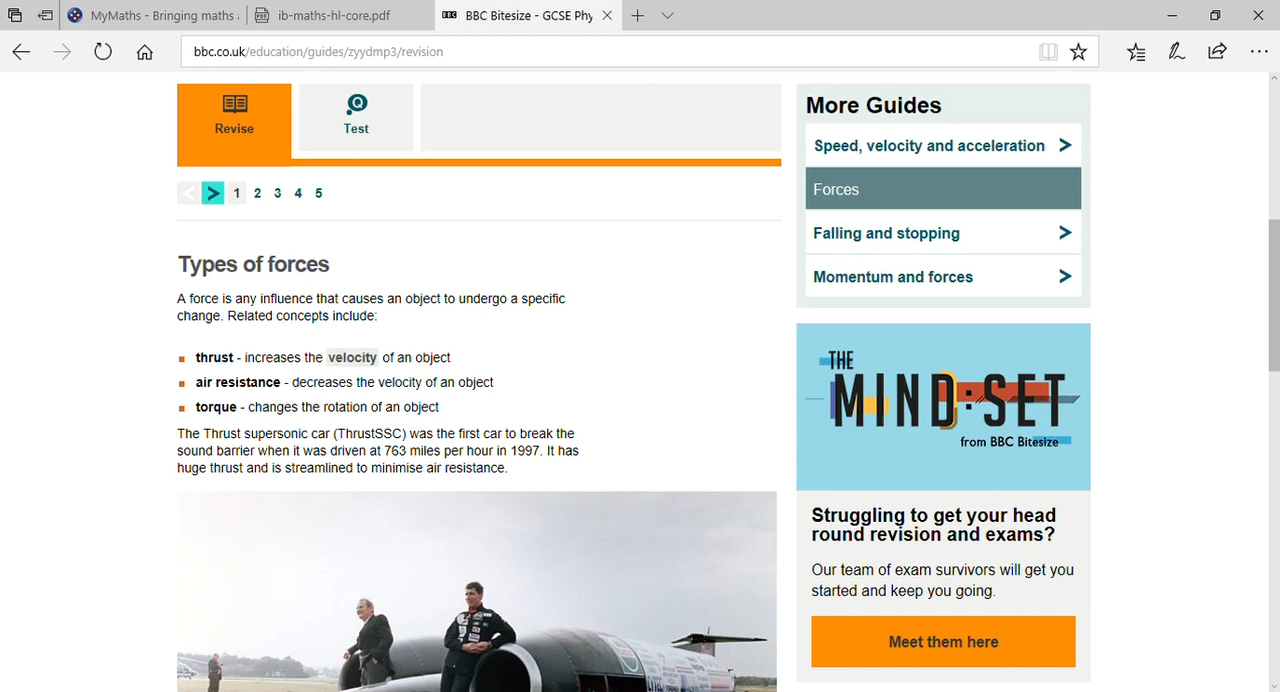 MyMaths - Bringing maths
ib-maths-hl-core.pdf
BBC Bitesize - GCSE Phy
bbc.co.uk/education/guides/zyydmp3/revision
Revise
Test
< > 1 2 3 4 5
Types of forces
A force is any influence that causes an object to undergo a specific
change. Related concepts include:
thrust - increases the velocity of an object
air resistance - decreases the velocity of an object
torque - changes the rotation of an object
The Thrust supersonic car (ThrustSSC) was the first car to break the
sound barrier when it was driven at 763 miles per hour in 1997. It has
huge thrust and is streamlined to minimise air resistance.
More Guides
Speed, velocity and acceleration
Forces
Falling and stopping
Momentum and forces
THE
MIND:SET
from BBC Bitesize
Struggling to get your head
round revision and exams?
Our team of exam survivors will get you
started and keep you going.
Meet them here